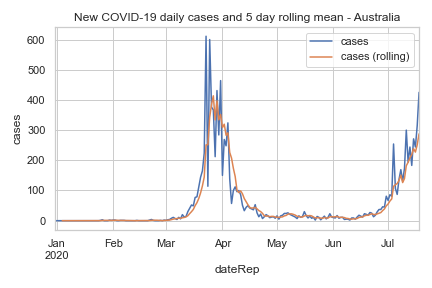 New COVID-19 daily cases and 5 day rolling mean - Australia
cases
cases (rolling)
600
500
400
300
200
100
0
cases
Jan
2020
Feb
Mar
Apr
May
Jun
Jul
dateRep